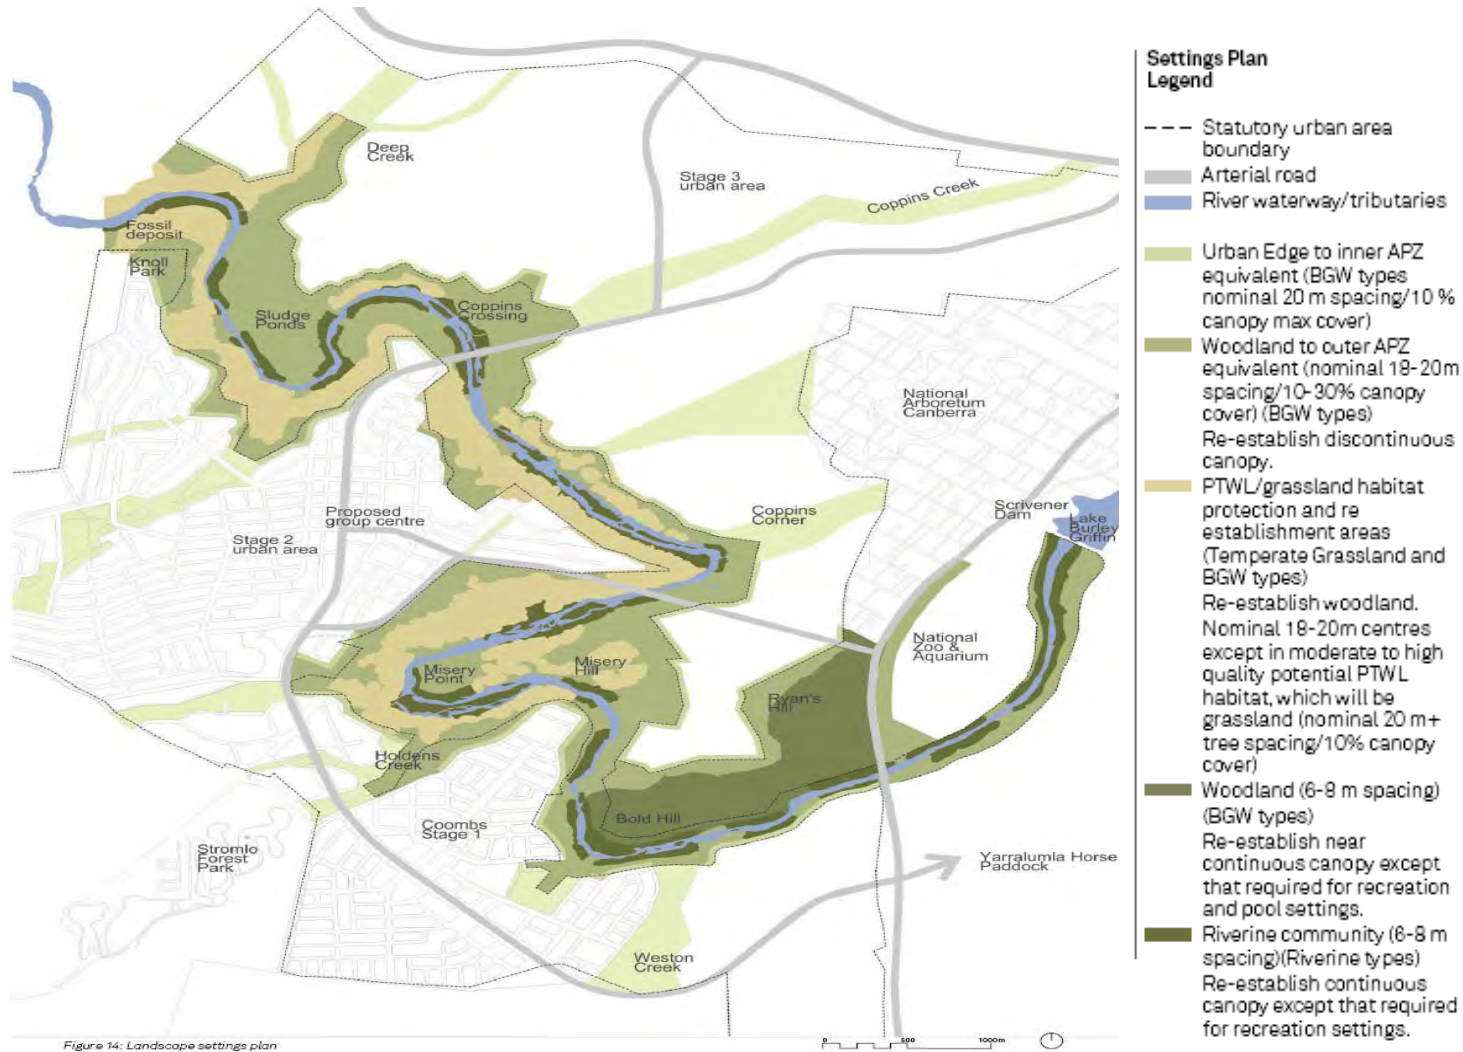 Deep
Creek
Stage 3
urban area
Coppins Creek
Fossil
deposit
Knoll
Park
Sludge
Ponds
Coppins
Crossing
National
Arboretum
Canberra
Proposed
group centre
Stage 2
urban area
Coppins
Corner
Scrivener
Dam
Lake
Burley
Griffin
National
Zoo &
Aquarium
Misery
Point
Misery
Hill
Ryan's
Hill
Holdens
Creek
Coombs
Stage 1
Bold Hill
Stromlo
Forest
Park
Yarralumla Horse
Paddock
Weston
Creek
Figure 14: Landscape settings plan
0 500 1000m
Settings Plan
Legend
Statutory urban area
boundary
Arterial road
River waterway/tributaries
Urban Edge to inner APZ
equivalent (BGW types
nominal 20 m spacing/10 %
canopy max cover)
Woodland to outer APZ
equivalent (nominal 18-20m
spacing/10-30% canopy
cover) (BGW types)
Re-establish discontinuous
canopy.
PTWL/grassland habitat
protection and re
establishment areas
(Temperate Grassland and
BGW types)
Re-establish woodland.
Nominal 18-20m centres
except in moderate to high
quality potential PTWL
habitat, which will be
grassland (nominal 20 m+
tree spacing/10% canopy
cover)
Woodland (6-8 m spacing)
(BGW types)
Re-establish near
continuous canopy except
that required for recreation
and pool settings.
Riverine community (6-8 m
spacing)(Riverine types)
Re-establish continuous
canopy except that required
for recreation settings.